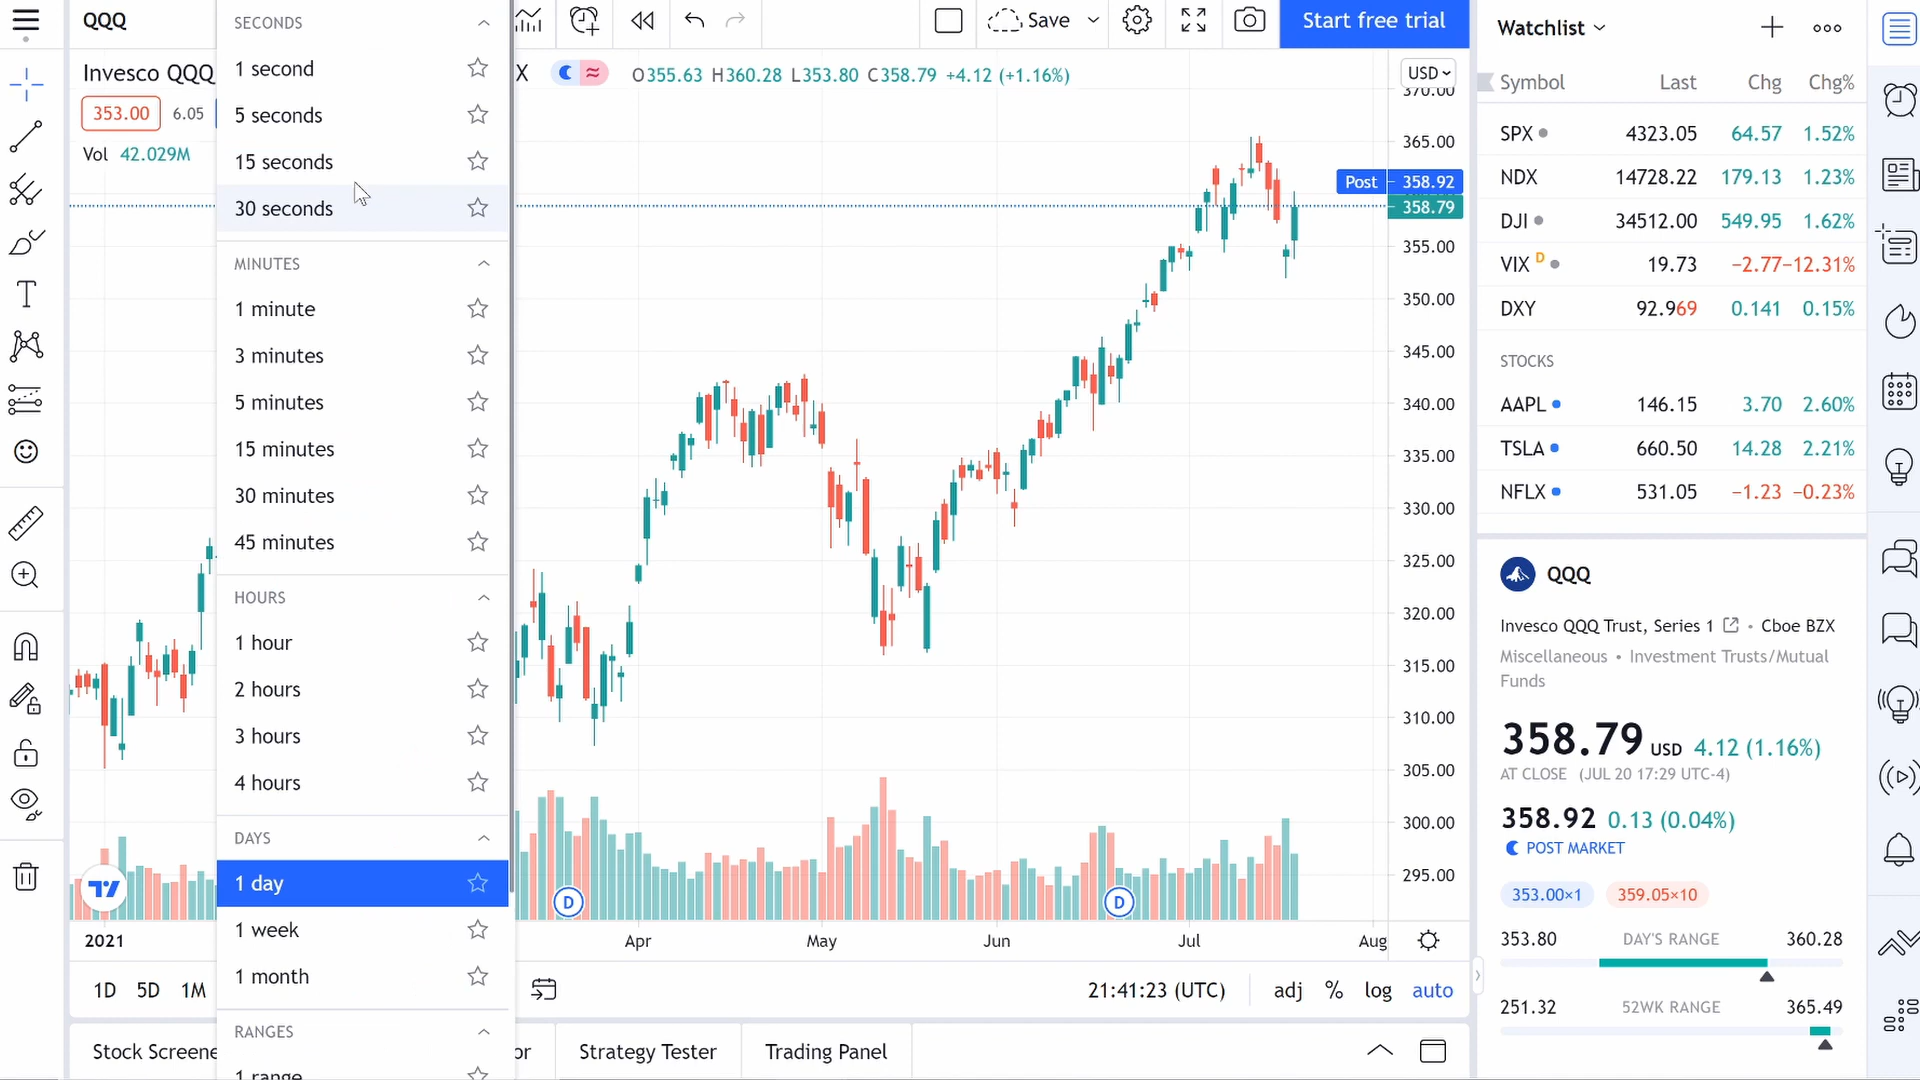 QQQ
Save
Start free trial
Invesco QQQ
X
O355.63 H360.28 L353.80 C358.79 +4.12 (+1.16%)
USD
353.00
6.05
Vol 42.029M
SECONDS
1 second
5 seconds
15 seconds
30 seconds
MINUTES
1 minute
3 minutes
5 minutes
15 minutes
30 minutes
45 minutes
HOURS
1 hour
2 hours
3 hours
4 hours
DAYS
1 day
1 week
1 month
RANGES
1 range
370.00
365.00
Post 358.92
358.79
355.00
350.00
345.00
340.00
335.00
330.00
325.00
320.00
315.00
310.00
305.00
300.00
295.00
D
D
2021
Apr
May
Jun
Jul
Aug
1D 5D 1M
21:41:23 (UTC)
adj % log auto
Stock Screene
or
Strategy Tester
Trading Panel
Watchlist
Symbol Last Chg Chg%
SPX 4323.05 64.57 1.52%
NDX 14728.22 179.13 1.23%
DJI 34512.00 549.95 1.62%
VIX D 19.73 −2.77 −12.31%
DXY 92.969 0.141 0.15%
STOCKS
AAPL 146.15 3.70 2.60%
TSLA 660.50 14.28 2.21%
NFLX 531.05 −1.23 −0.23%
QQQ
Invesco QQQ Trust, Series 1 • Cboe BZX
Miscellaneous • Investment Trusts/Mutual
Funds
358.79 USD 4.12 (1.16%)
AT CLOSE (JUL 20 17:29 UTC-4)
358.92 0.13 (0.04%)
POST MARKET
353.00×1 359.05×10
353.80 DAY'S RANGE 360.28
251.32 52WK RANGE 365.49